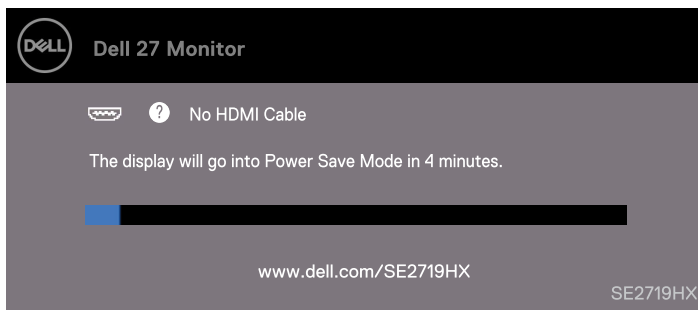 DELL
Dell 27 Monitor
? No HDMI Cable
The display will go into Power Save Mode in 4 minutes.
www.dell.com/SE2719HX
SE2719HX